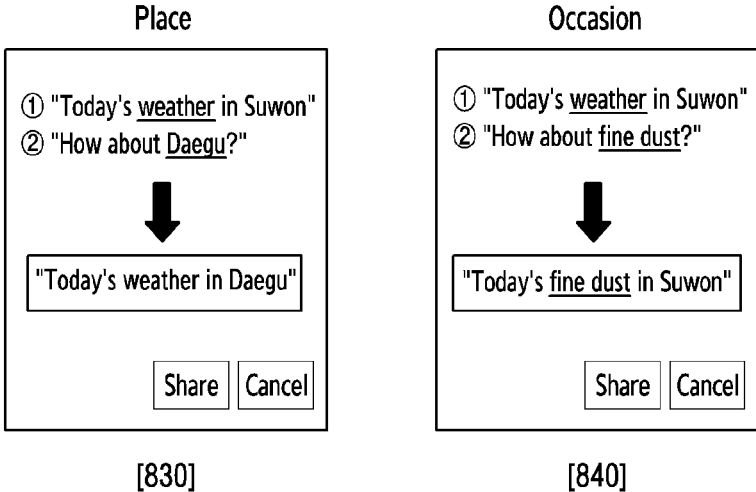 Place
① "Today's weather in Suwon"
② "How about Daegu?"
"Today's weather in Daegu"
Share Cancel
[830]
Occasion
① "Today's weather in Suwon"
② "How about fine dust?"
"Today's fine dust in Suwon"
Share Cancel
[840]